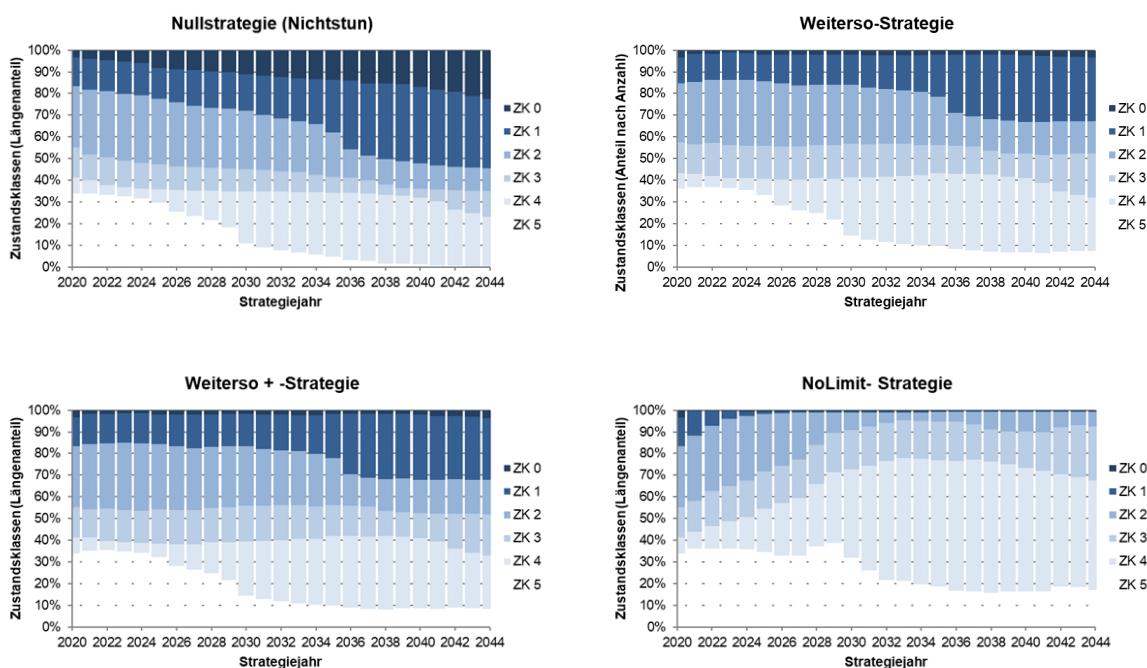 Nullstrategie (Nichtstun)
Zustandsklassen (Längenanteil)
100%
90%
80%
70%
60%
50%
40%
30%
20%
10%
0%
2020 2022 2024 2026 2028 2030 2032 2034 2036 2038 2040 2042 2044
Strategiejahr
ZK 0
ZK 1
ZK 2
ZK 3
ZK 4
ZK 5
Weiterso-Strategie
Zustandsklassen (Anteil nach Anzahl)
100%
90%
80%
70%
60%
50%
40%
30%
20%
10%
0%
2020 2022 2024 2026 2028 2030 2032 2034 2036 2038 2040 2042 2044
Strategiejahr
ZK 0
ZK 1
ZK 2
ZK 3
ZK 4
ZK 5
Weiterso + -Strategie
Zustandsklassen (Längenanteil)
100%
90%
80%
70%
60%
50%
40%
30%
20%
10%
0%
2020 2022 2024 2026 2028 2030 2032 2034 2036 2038 2040 2042 2044
Strategiejahr
ZK 0
ZK 1
ZK 2
ZK 3
ZK 4
ZK 5
NoLimit- Strategie
Zustandsklassen (Längenanteil)
100%
90%
80%
70%
60%
50%
40%
30%
20%
10%
0%
2020 2022 2024 2026 2028 2030 2032 2034 2036 2038 2040 2042 2044
Strategiejahr
ZK 0
ZK 1
ZK 2
ZK 3
ZK 4
ZK 5